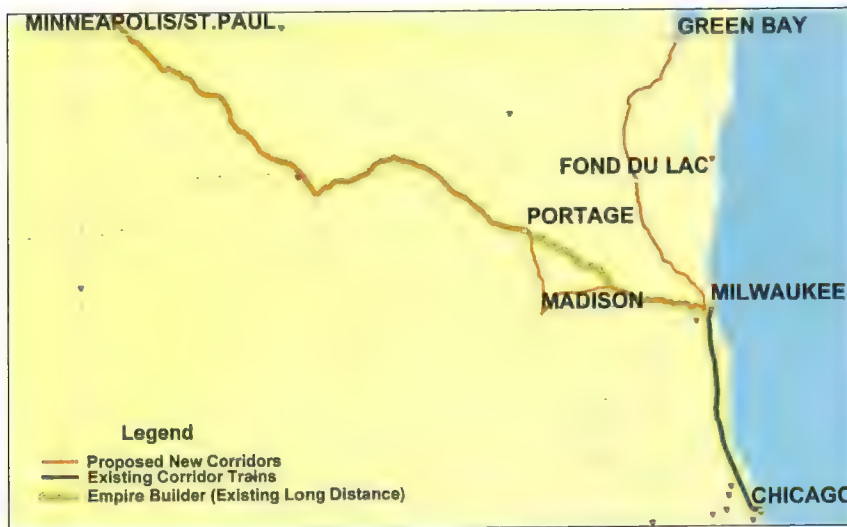 MINNEAPOLIS/ST.PAUL
GREEN BAY
FOND DU LAC
PORTAGE
MADISON
MILWAUKEE
Legend
Proposed New Corridors
Existing Corridor Trains
Empire Builder (Existing Long Distance)
CHICAGO